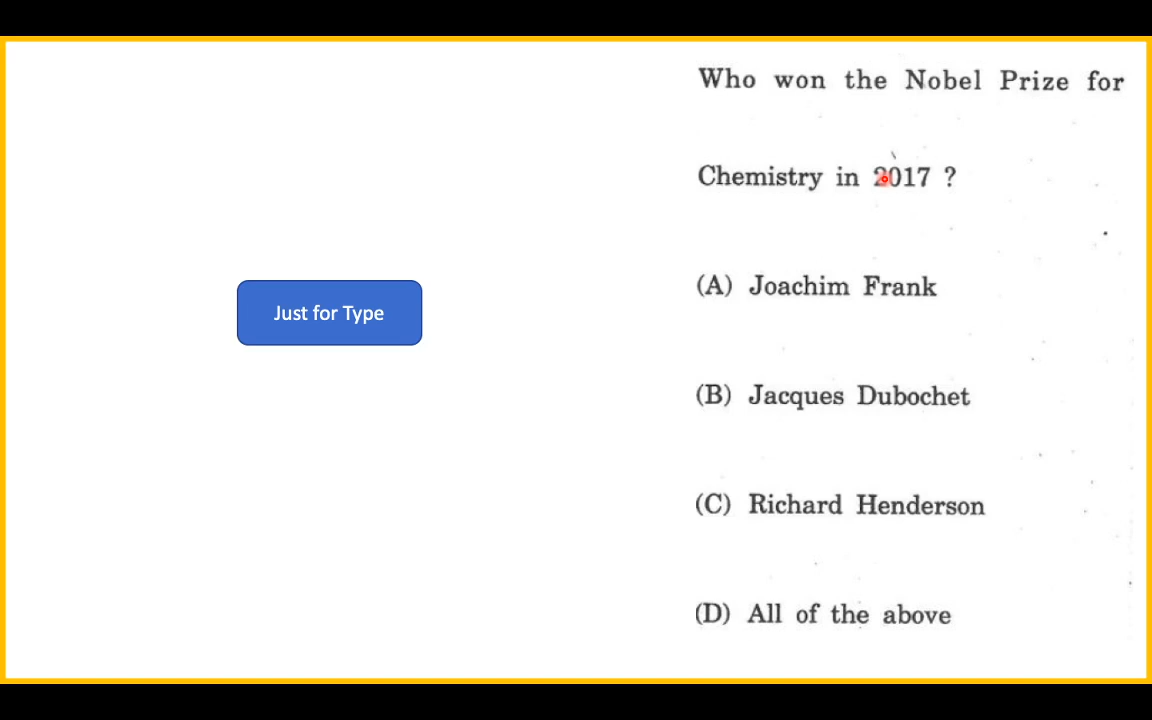 Who won the Nobel Prize for
Chemistry in 2017 ?
Just for Type
(A) Joachim Frank
(B) Jacques Dubochet
(C) Richard Henderson
(D) All of the above